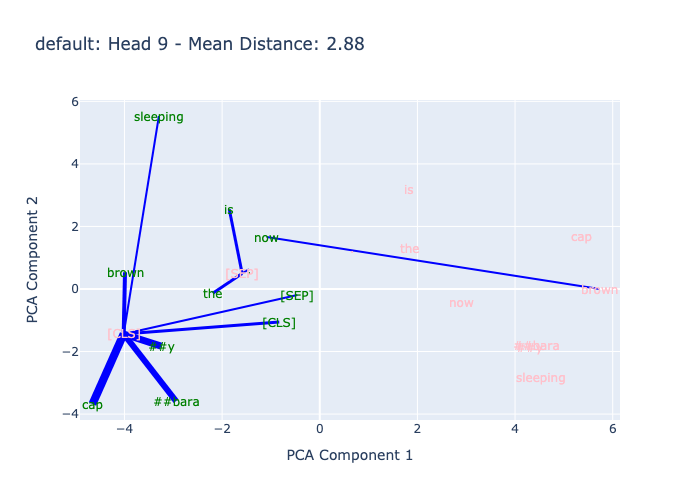 default: Head 9 - Mean Distance: 2.88
PCA Component 2
6
4
2
0
−2
−4
sleeping
is
is
now
cap
the
brown
[SEP]
brown
the
[SEP]
now
[CLS]
[CLS]
##y
##bara
##y
sleeping
cap
##bara
−4
−2
0
2
4
6
PCA Component 1